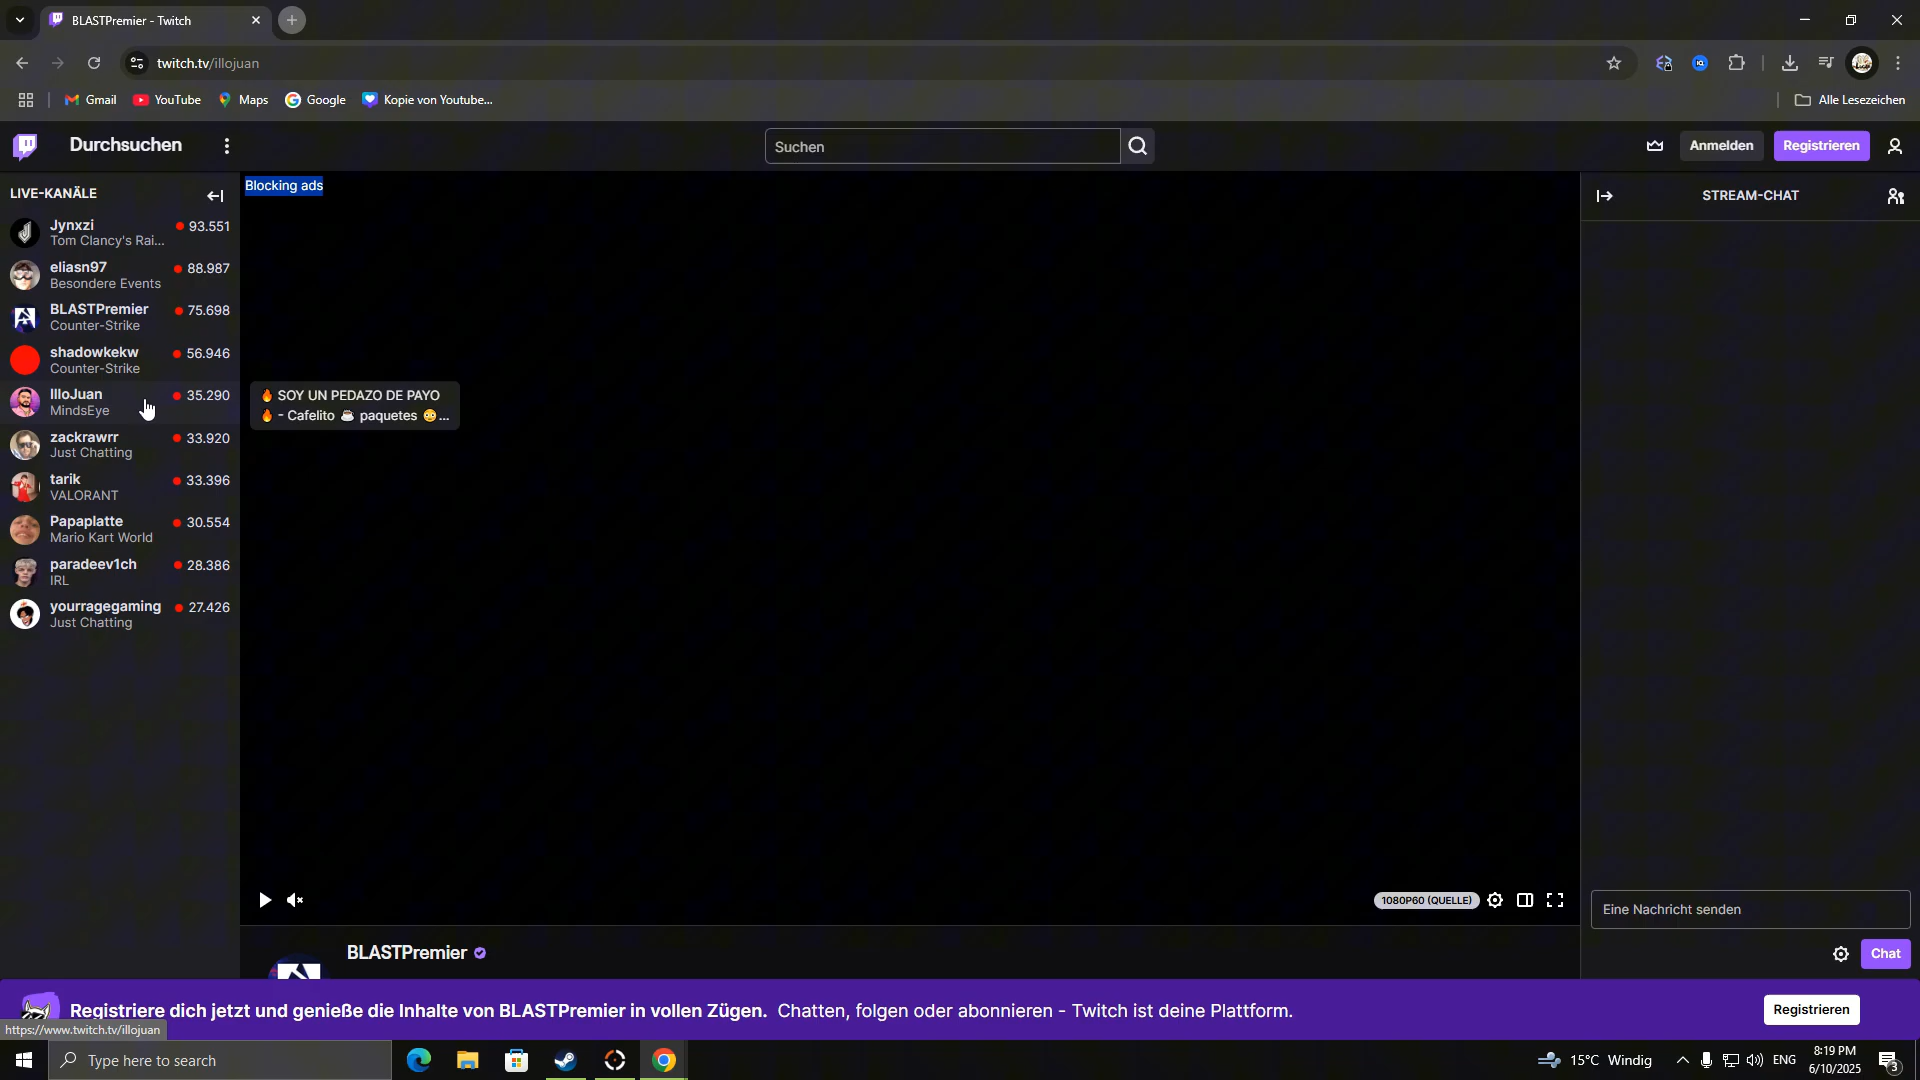 BLASTPremier - Twitch
twitch.tv/illojuan
Gmail
YouTube
Maps
Google
Kopie von Youtube...
Alle Lesezeichen
Durchsuchen
Suchen
Anmelden
Registrieren
LIVE-KANÄLE
Jynxzi
93.551
Tom Clancy's Rai...
eliasn97
88.987
Besondere Events
BLASTPremier
75.698
Counter-Strike
shadowkekw
56.946
Counter-Strike
IlloJuan
35.290
MindsEye
zackrawrr
33.920
Just Chatting
tarik
33.396
VALORANT
Papaplatte
30.554
Mario Kart World
paradeev1ch
28.386
IRL
yourragegaming
27.426
Just Chatting
Blocking ads
🔥 SOY UN PEDAZO DE PAYO
🔥 - Cafelito ☕ paquetes 😳...
1080P60 (QUELLE)
BLASTPremier
STREAM-CHAT
Eine Nachricht senden
Chat
Registriere dich jetzt und genieße die Inhalte von BLASTPremier in vollen Zügen. Chatten, folgen oder abonnieren - Twitch ist deine Plattform.
Registrieren
https://www.twitch.tv/illojuan
Type here to search
15°C Windig
ENG
8:19 PM
6/10/2025
3